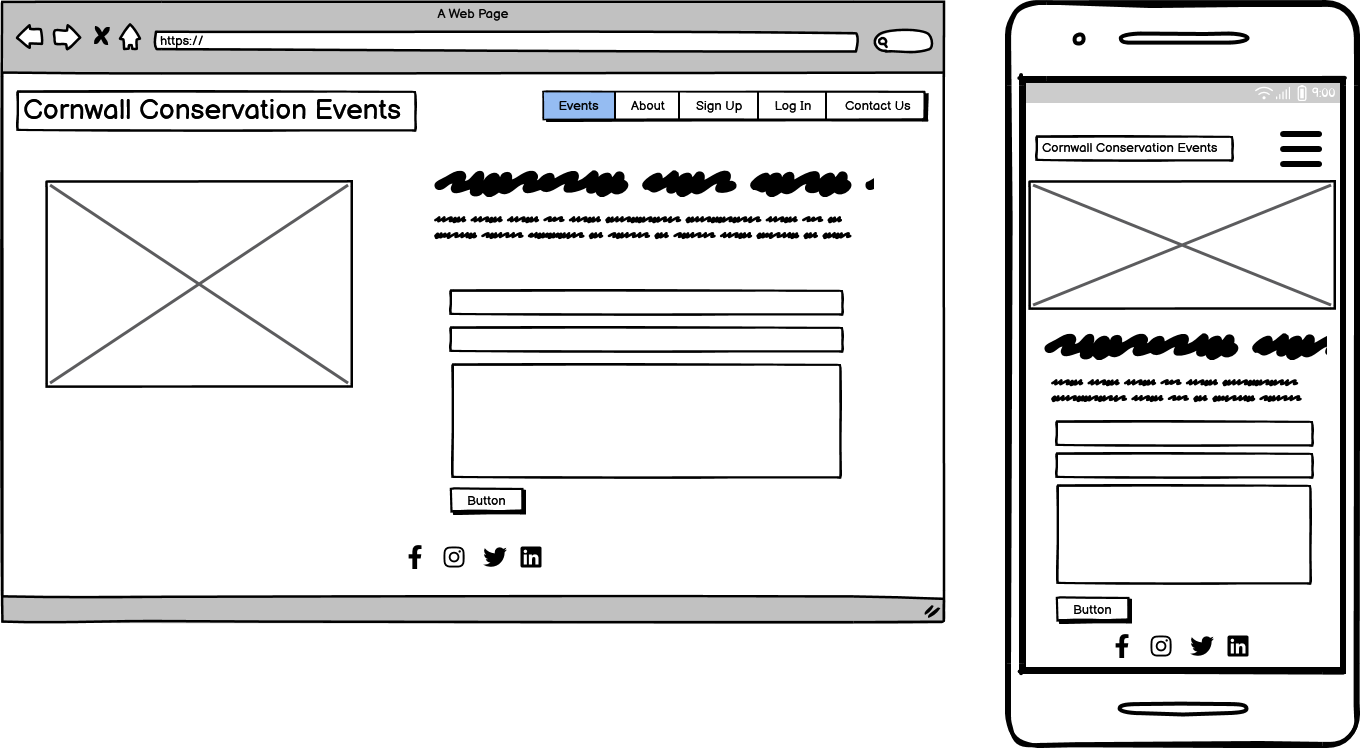 A Web Page
https://
Cornwall Conservation Events
Events About Sign Up Log In Contact Us
Button
9:00
Cornwall Conservation Events
Button